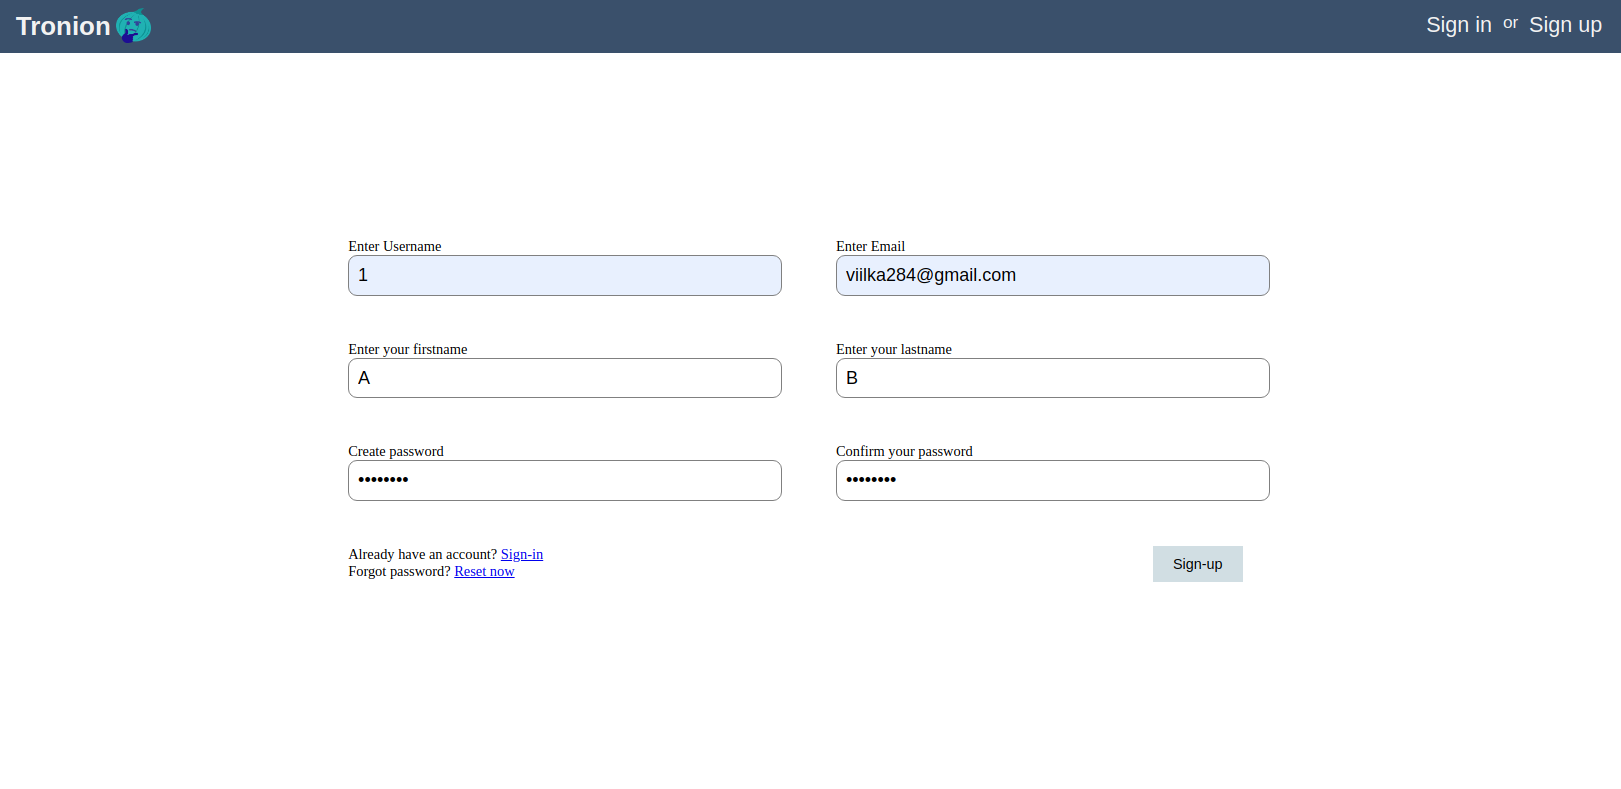 Tronion
Sign in or Sign up
Enter Username
1
Enter Email
viilka284@gmail.com
Enter your firstname
A
Enter your lastname
B
Create password
••••••••
Confirm your password
••••••••
Already have an account? Sign-in
Forgot password? Reset now
Sign-up